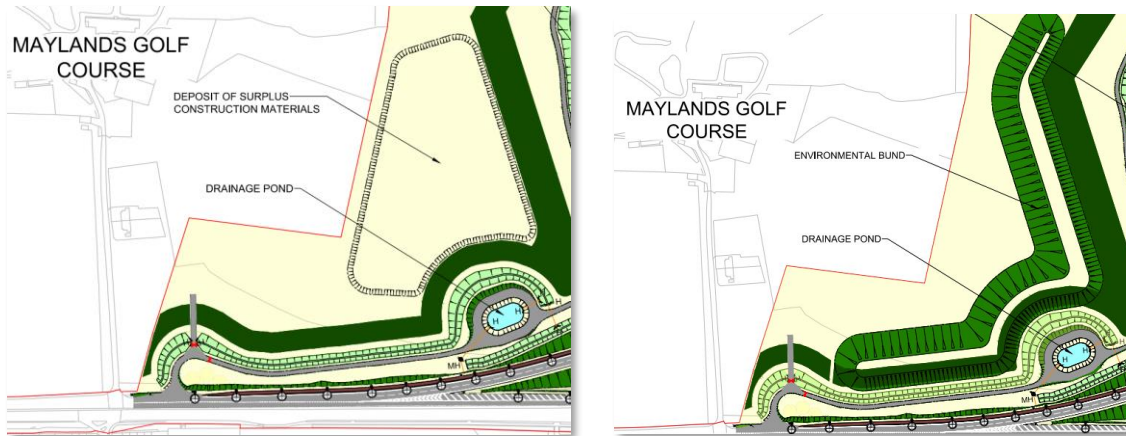 MAYLANDS GOLF
COURSE
DEPOSIT OF SURPLUS
CONSTRUCTION MATERIALS
DRAINAGE POND
H
H
H
MH
MAYLANDS GOLF
COURSE
ENVIRONMENTAL BUND
DRAINAGE POND
H
H
H
MH